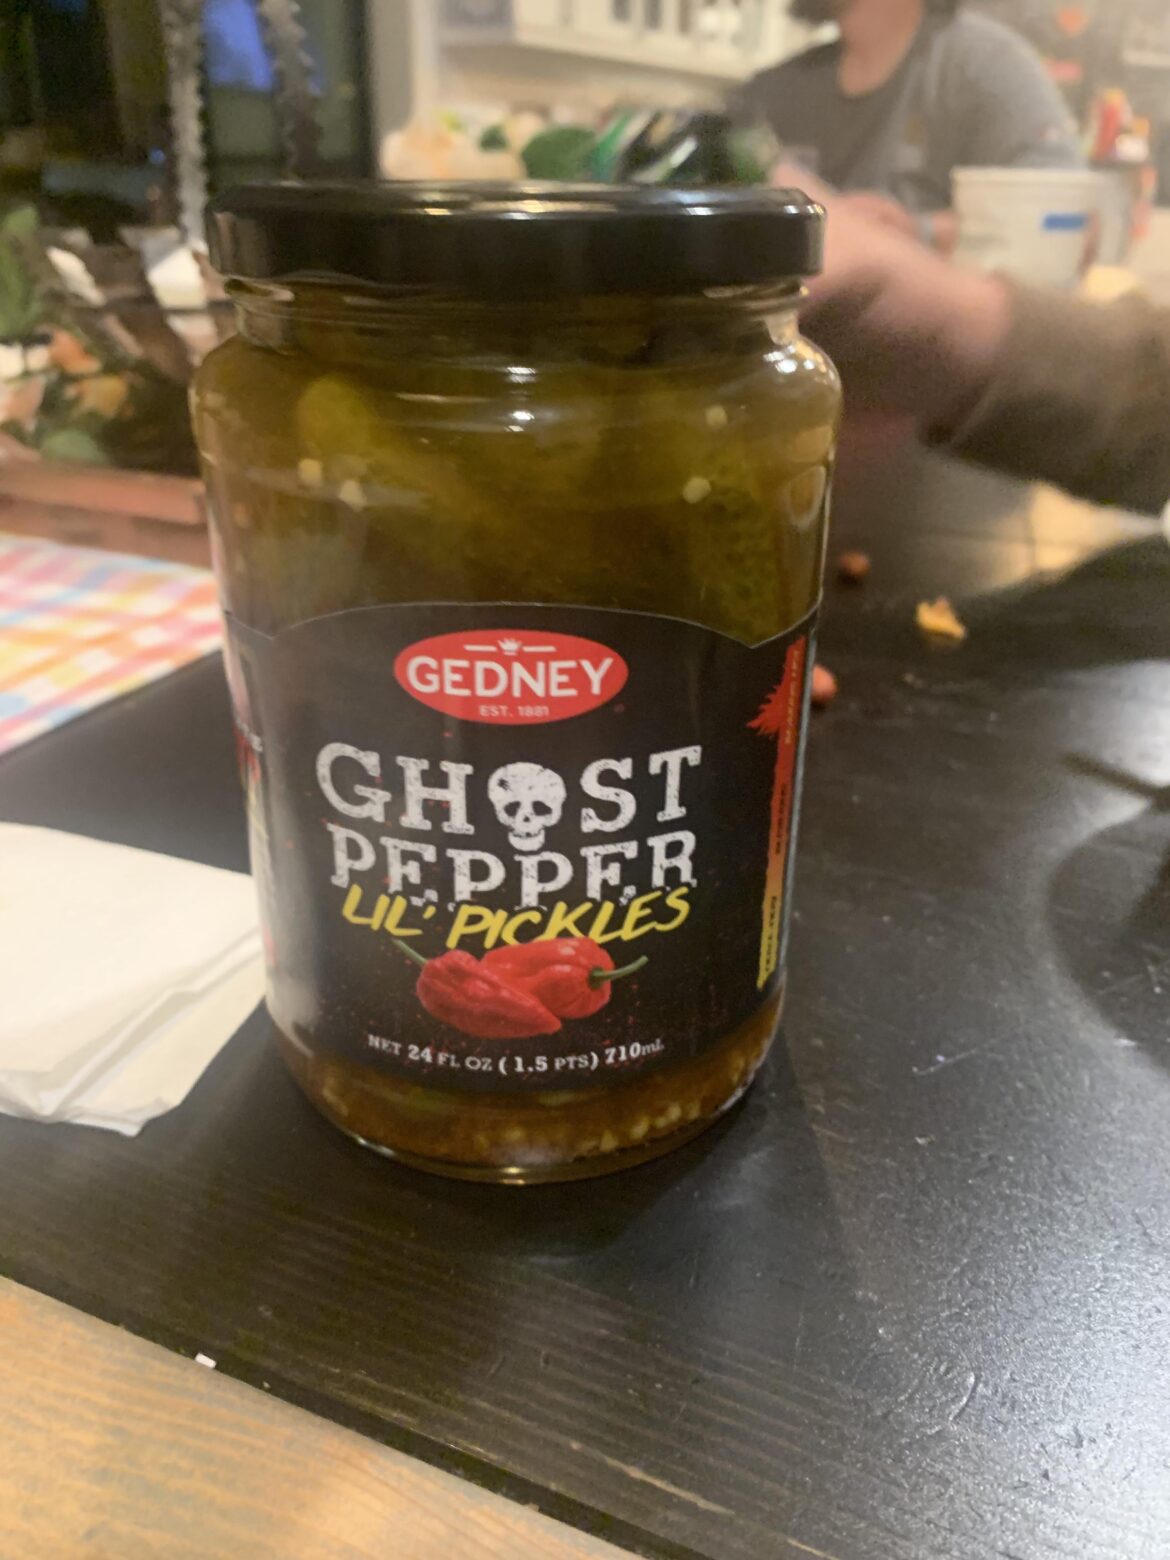 GEDNEY
EST. 1881
GHOST
PEPPER
LIL' PICKLES
NET 24 FL OZ ( 1.5 PTS) 710mL